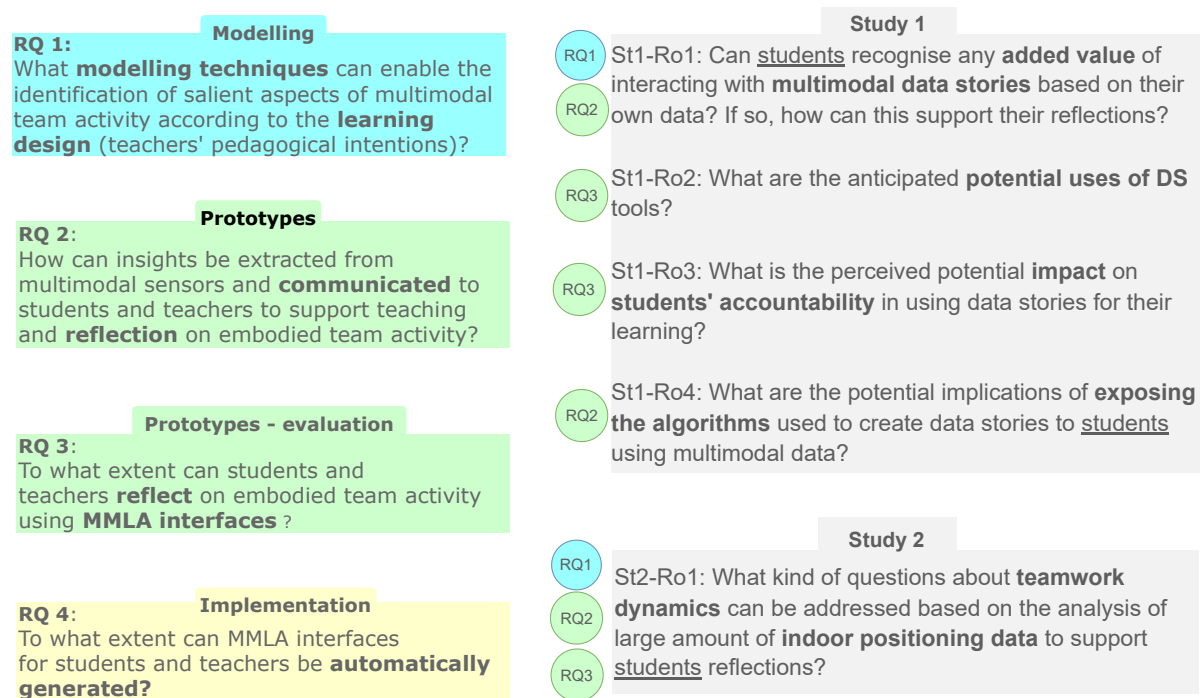 Modelling
RQ 1:
What modelling techniques can enable the
identification of salient aspects of multimodal
team activity according to the learning
design (teachers' pedagogical intentions)?
Prototypes
RQ 2:
How can insights be extracted from
multimodal sensors and communicated to
students and teachers to support teaching
and reflection on embodied team activity?
Prototypes - evaluation
RQ 3:
To what extent can students and
teachers reflect on embodied team activity
using MMLA interfaces ?
Implementation
RQ 4:
To what extent can MMLA interfaces
for students and teachers be automatically
generated?
Study 1
RQ1
RQ2
St1-Ro1: Can students recognise any added value of
interacting with multimodal data stories based on their
own data? If so, how can this support their reflections?
RQ3
St1-Ro2: What are the anticipated potential uses of DS
tools?
RQ3
St1-Ro3: What is the perceived potential impact on
students' accountability in using data stories for their
learning?
RQ2
St1-Ro4: What are the potential implications of exposing
the algorithms used to create data stories to students
using multimodal data?
Study 2
RQ1
RQ2
RQ3
St2-Ro1: What kind of questions about teamwork
dynamics can be addressed based on the analysis of
large amount of indoor positioning data to support
students reflections?